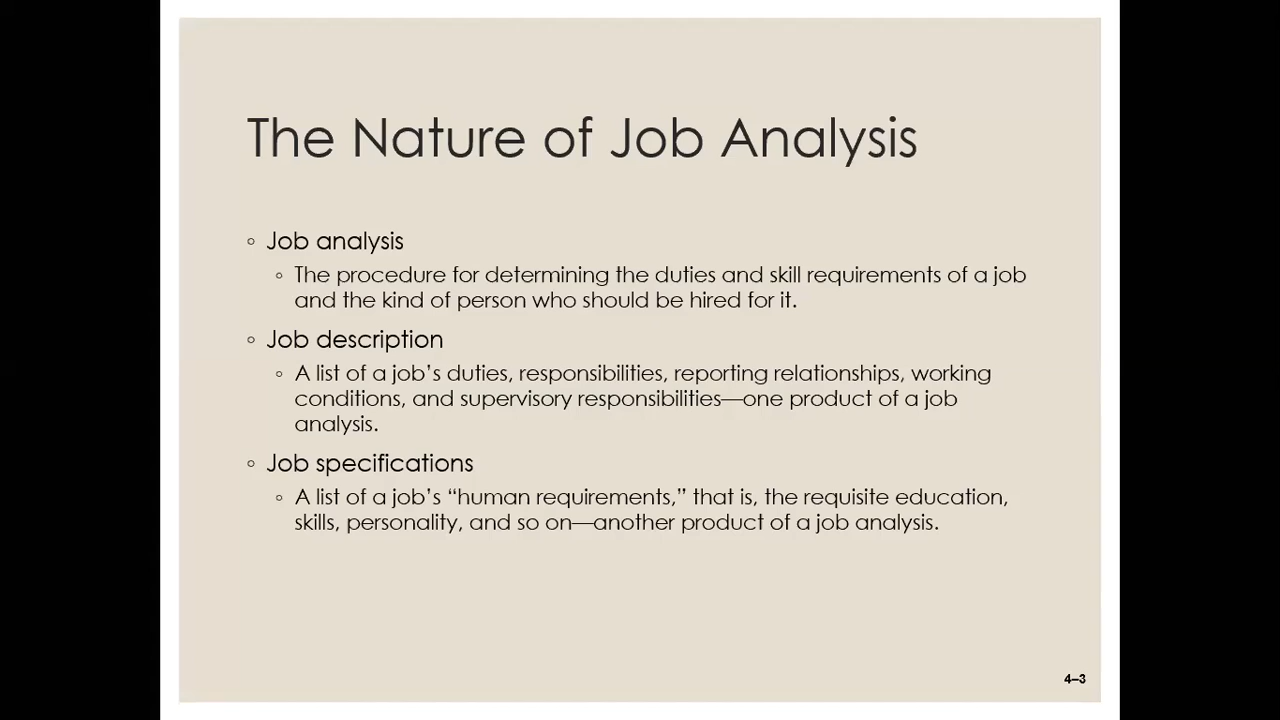 The Nature of Job Analysis
◦ Job analysis
◦ The procedure for determining the duties and skill requirements of a job
and the kind of person who should be hired for it.
◦ Job description
◦ A list of a job’s duties, responsibilities, reporting relationships, working
conditions, and supervisory responsibilities—one product of a job
analysis.
◦ Job specifications
◦ A list of a job’s “human requirements,” that is, the requisite education,
skills, personality, and so on—another product of a job analysis.
4–3